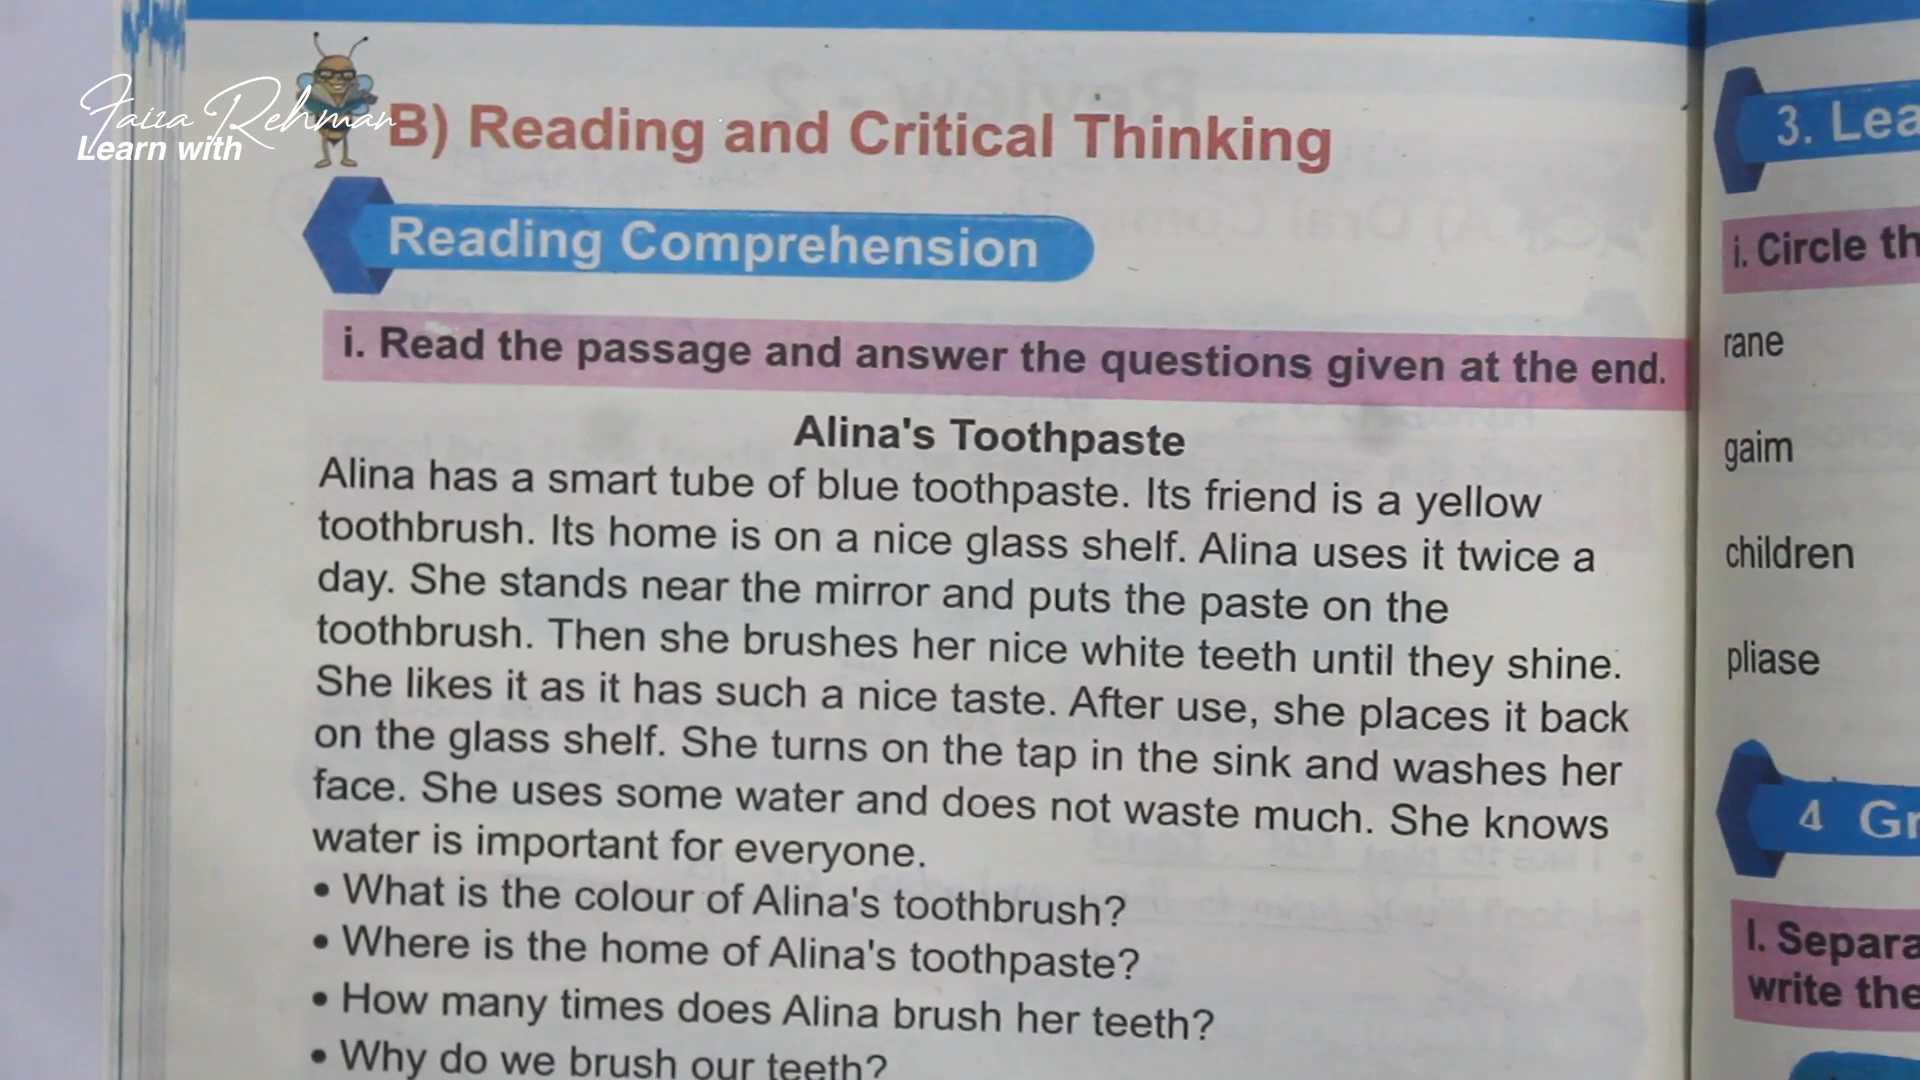 Faiza Rehman
Learn with
B) Reading and Critical Thinking
Reading Comprehension
i. Read the passage and answer the questions given at the end.
Alina's Toothpaste
Alina has a smart tube of blue toothpaste. Its friend is a yellow
toothbrush. Its home is on a nice glass shelf. Alina uses it twice a
day. She stands near the mirror and puts the paste on the
toothbrush. Then she brushes her nice white teeth until they shine.
She likes it as it has such a nice taste. After use, she places it back
on the glass shelf. She turns on the tap in the sink and washes her
face. She uses some water and does not waste much. She knows
water is important for everyone.
• What is the colour of Alina's toothbrush?
• Where is the home of Alina's toothpaste?
• How many times does Alina brush her teeth?
• Why do we brush our teeth?
3. Lea
i. Circle th
rane
gaim
children
pliase
4 Gr
I. Separa
write the